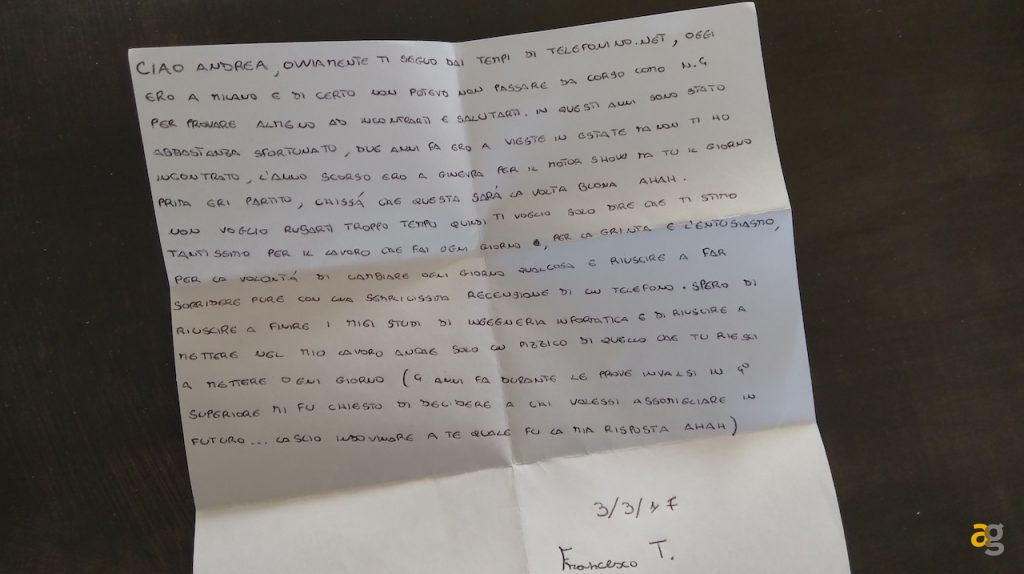 CIAO ANDREA, OVVIAMENTE TI SEGUO DAI TEMPI DI TELEFONINO.NET, OGGI
ERO A MILANO E DI CERTO NON POTEVO NON PASSARE DA CORSO COMO N.9
PER PROVARE ALMENO AD INCONTRARTI E SALUTARTI. IN QUESTI ANNI SONO STATO
ABBASTANZA SFORTUNATO, DUE ANNI FA ERO A VIESTE IN ESTATE MA NON TI HO
INCONTRATO, L'ANNO SCORSO ERO A GINEVRA PER IL MOTOR SHOW MA TU IL GIORNO
PRIMA ERI PARTITO, CHISSÁ CHE QUESTA SARÁ LA VOLTA BUONA AHAH.
NON VOGLIO RUBARTI TROPPO TEMPO QUINDI TI VOGLIO SOLO DIRE CHE TI STIMO
TANTISSIMO PER IL LAVORO CHE FAI OGNI GIORNO, PER LA GRINTA E L'ENTUSIASMO,
PER LA VOLONTÁ DI CAMBIARE OGNI GIORNO QUALCOSA E RIUSCIRE A FAR
SORRIDERE PURE CON UNA SEMPLICISSIMA RECENSIONE DI UN TELEFONO. SPERO DI
RIUSCIRE A FINIRE I MIEI STUDI DI INGEGNERIA INFORMATICA E DI RIUSCIRE A
METTERE NEL MIO LAVORO ANCHE SOLO UN PIZZICO DI QUELLO CHE TU RIESCI
A METTERE OGNI GIORNO (9 ANNI FA DURANTE LE PROVE INVALSI IN 4°
SUPERIORE MI FU CHIESTO DI DECIDERE A CHI VOLESSI ASSOMIGLIARE IN
FUTURO... LASCIO INDOVINARE A TE QUALE FU LA MIA RISPOSTA AHAH)
3/3/17
Francesco T.
ag